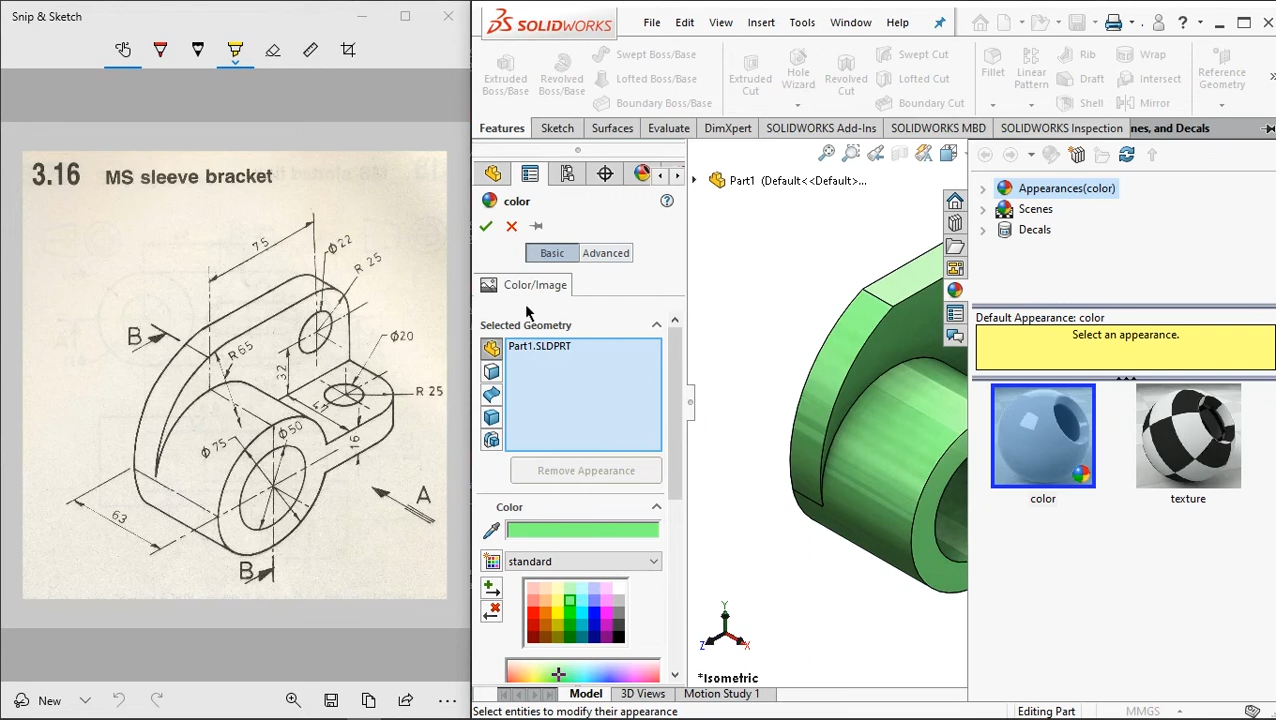 Snip & Sketch
3.16 MS sleeve bracket
75
Φ22
R 25
B
R 65
32
Φ20
R 25
Φ75
Φ50
16
A
63
B
New
SOLIDWORKS
File Edit View Insert Tools Window Help
Extruded Boss/Base
Revolved Boss/Base
Swept Boss/Base
Lofted Boss/Base
Boundary Boss/Base
Extruded Cut
Hole Wizard
Revolved Cut
Swept Cut
Lofted Cut
Boundary Cut
Fillet
Linear Pattern
Rib
Draft
Shell
Wrap
Intersect
Mirror
Reference Geometry
Features Sketch Surfaces Evaluate DimXpert SOLIDWORKS Add-Ins SOLIDWORKS MBD SOLIDWORKS Inspection nes, and Decals
color
Basic Advanced
Color/Image
Selected Geometry
Part1.SLDPRT
Remove Appearance
Color
standard
Part1 (Default<<Default>...
Y
Z
X
*Isometric
Appearances(color)
Scenes
Decals
Default Appearance: color
Select an appearance.
color texture
Model 3D Views Motion Study 1
Select entities to modify their appearance Editing Part MMGS